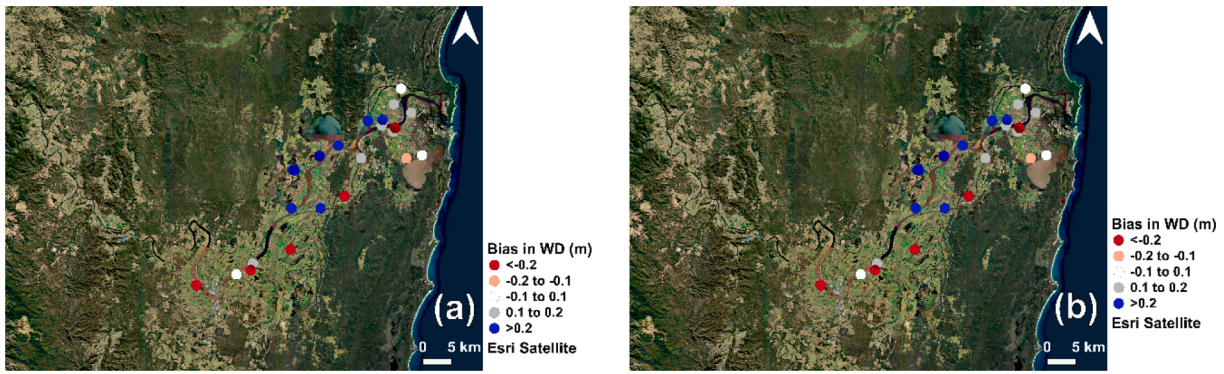 Bias in WD (m)
<-0.2
-0.2 to -0.1
-0.1 to 0.1
0.1 to 0.2
>0.2
Esri Satellite
(a)
0 5 km
Bias in WD (m)
<-0.2
-0.2 to -0.1
-0.1 to 0.1
0.1 to 0.2
>0.2
Esri Satellite
(b)
0 5 km